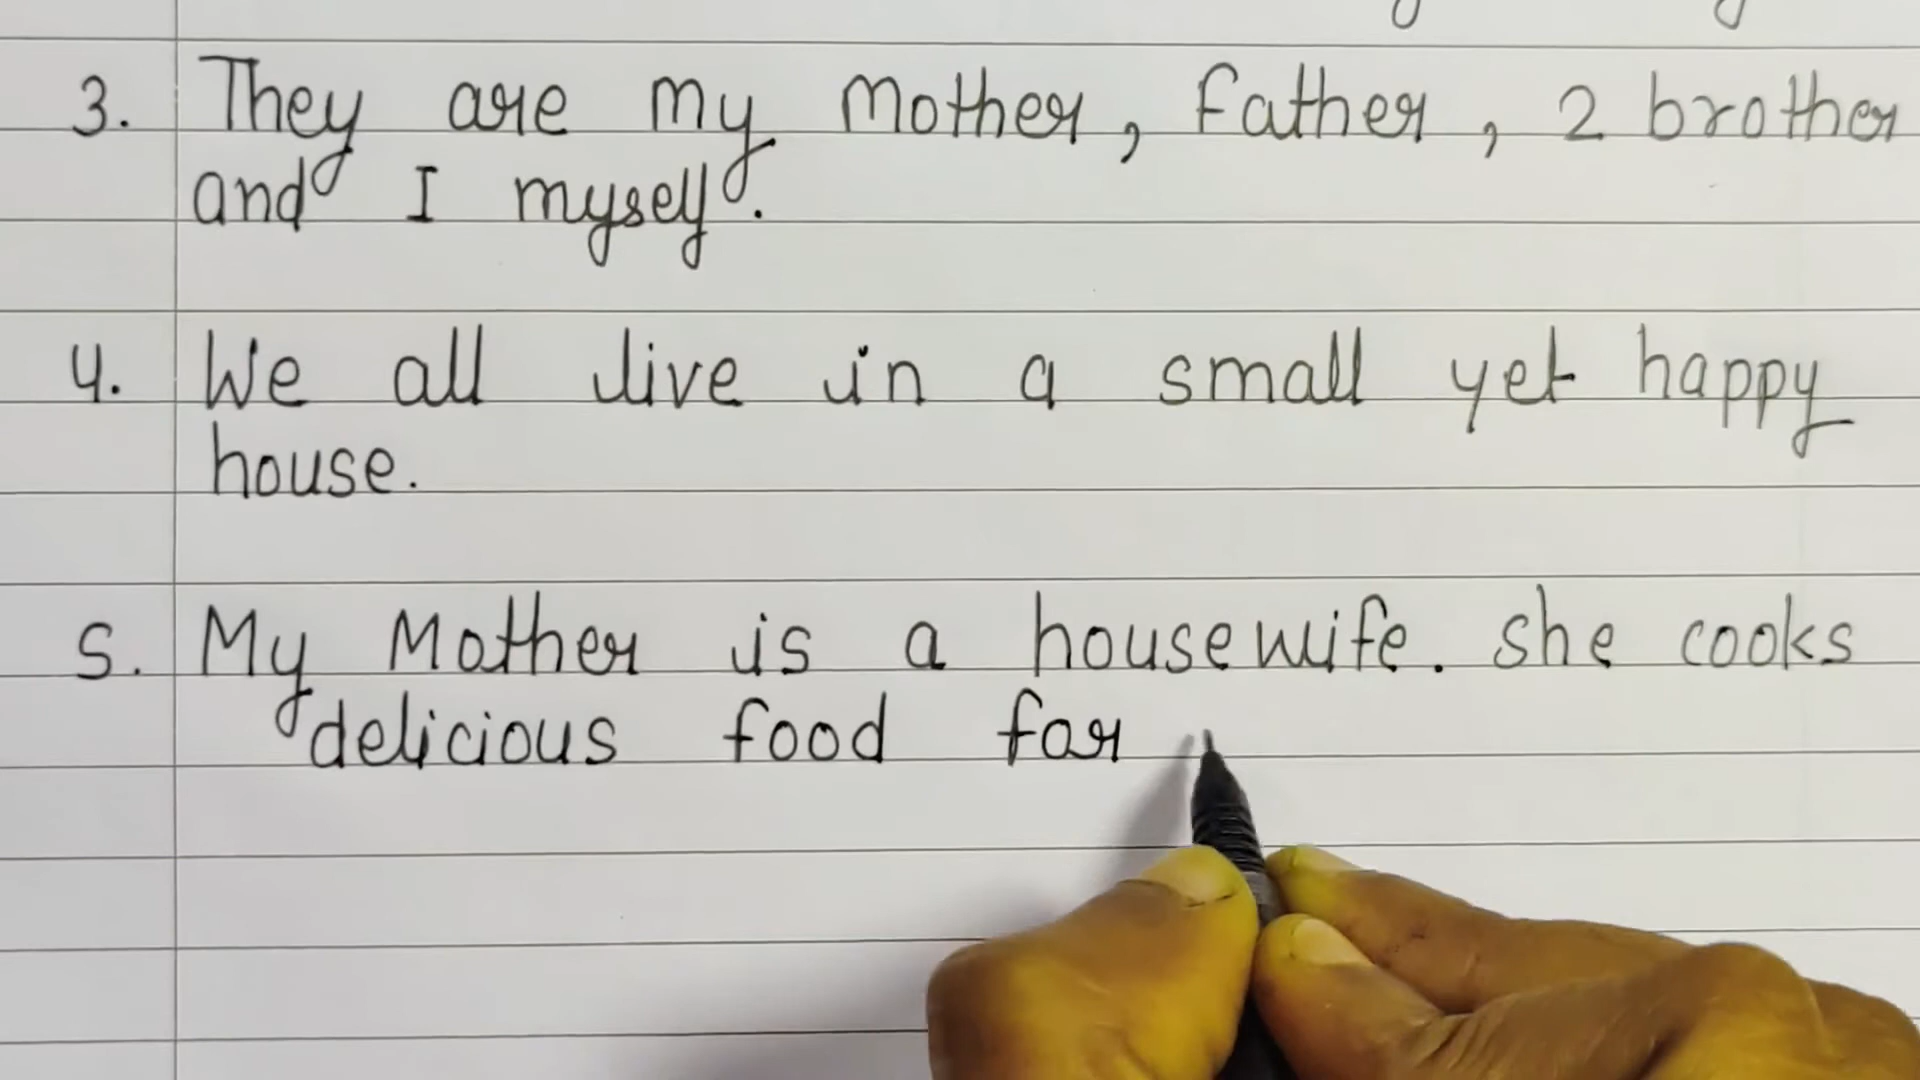 3. They are my Mother, Father, 2 brother
and I myself.
4. We all live in a small yet happy
house.
5. My Mother is a housewife. she cooks
delicious food for